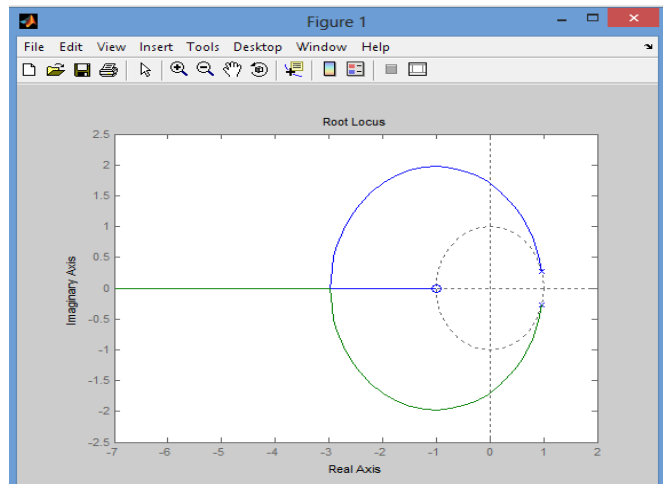 Figure 1
File Edit View Insert Tools Desktop Window Help
Root Locus
2.5
2
1.5
1
0.5
0
-0.5
-1
-1.5
-2
-2.5
Imaginary Axis
-7 -6 -5 -4 -3 -2 -1 0 1 2
Real Axis